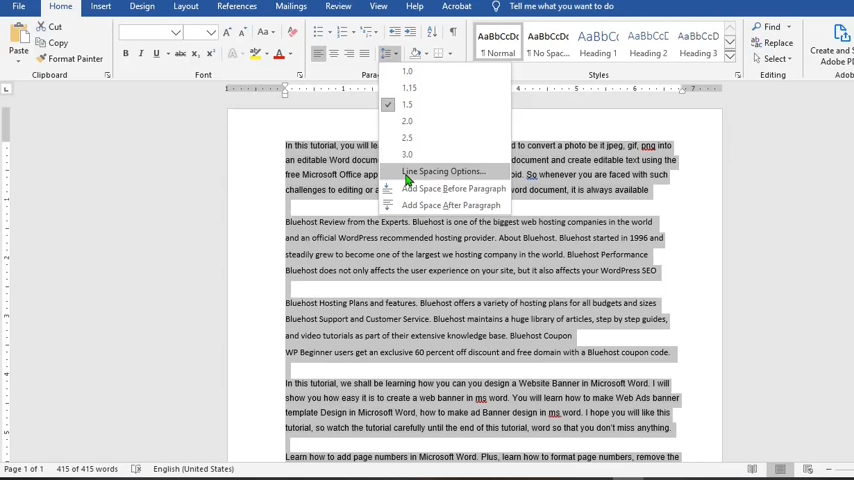 File Home Insert Draw Design Layout References Mailings Review View Help Acrobat Tell me what you want to do
Paste
Cut
Copy
Format Painter
Clipboard
B I U ab x x A A
Aa A
Font
Paragraph
AaBbCcDc AaBbCcDc AaBbC AaBbCc AaBbCcC
¶ Normal ¶ No Spac... Heading 1 Heading 2 Heading 3
Styles
Find
Replace
Select
Editing
Create and
Adobe PD
1.0
1.15
1.5
2.0
2.5
3.0
Line Spacing Options...
Add Space Before Paragraph
Add Space After Paragraph
In this tutorial, you will to convert a photo be it jpeg, gif, png into
an editable Word docum document and create editable text using the
free Microsoft Office app So whenever you are faced with such
challenges to editing or a it is always available
Bluehost Review from the Experts. Bluehost is one of the biggest web hosting companies in the world
and an official WordPress recommended hosting provider. About Bluehost. Bluehost started in 1996 and
steadily grew to become one of the largest we hosting company in the world. Bluehost Performance
Bluehost does not only affects the user experience on your site, but it also affects your WordPress SEO
Bluehost Hosting Plans and features. Bluehost offers a variety of hosting plans for all budgets and sizes
Bluehost Support and Customer Service. Bluehost maintains a huge library of articles, step by step guides,
and video tutorials as part of their extensive knowledge base. Bluehost Coupon
WP Beginner users get an exclusive 60 percent off discount and free domain with a Bluehost coupon code.
In this tutorial, we shall be learning how you can you design a Website Banner in Microsoft Word. I will
show you how easy it is to create a web banner in ms word. You will learn how to make Web Ads banner
template Design in Microsoft Word, how to make ad Banner design in ms word. I hope you will like this
tutorial, so watch the tutorial carefully until the end of this tutorial, word so that you don't miss anything.
Learn how to add page numbers in Microsoft Word. Plus, learn how to format page numbers, remove the
Page 1 of 1 415 of 415 words English (United States)